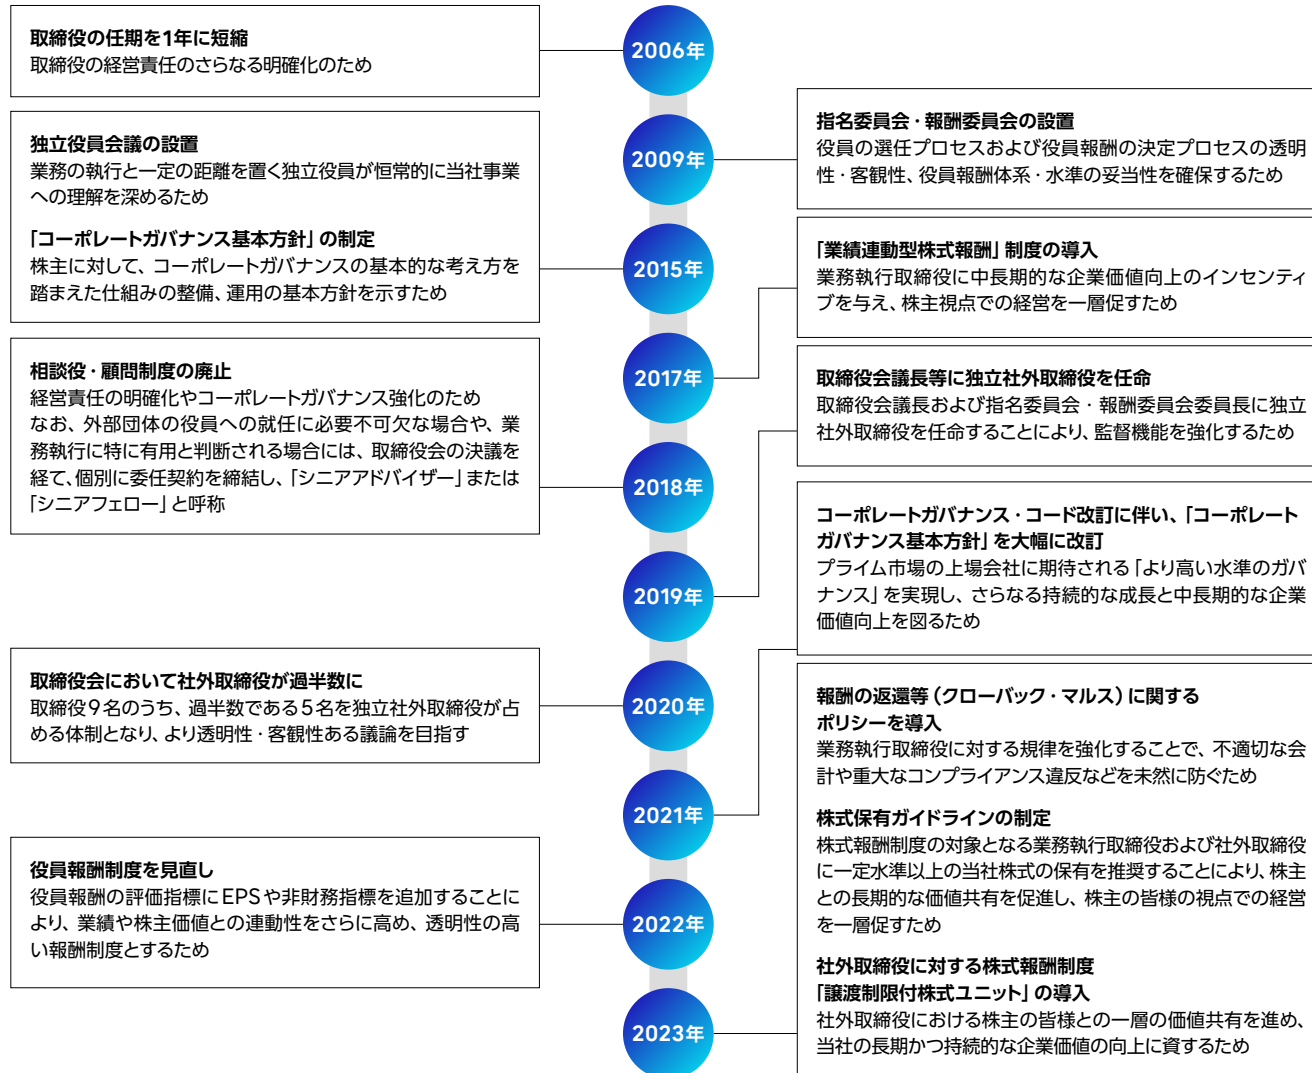 2006年
取締役の任期を1年に短縮
取締役の経営責任のさらなる明確化のため
2009年
指名委員会・報酬委員会の設置
役員の選任プロセスおよび役員報酬の決定プロセスの透明
性・客観性、役員報酬体系・水準の妥当性を確保するため
2015年
独立役員会議の設置
業務の執行と一定の距離を置く独立役員が恒常的に当社事業
への理解を深めるため
「コーポレートガバナンス基本方針」の制定
株主に対して、コーポレートガバナンスの基本的な考え方を
踏まえた仕組みの整備、運用の基本方針を示すため
2017年
「業績連動型株式報酬」制度の導入
業務執行取締役に中長期的な企業価値向上のインセンティ
ブを与え、株主視点での経営を一層促すため
2018年
相談役・顧問制度の廃止
経営責任の明確化やコーポレートガバナンス強化のため
なお、外部団体の役員への就任に必要不可欠な場合や、業
務執行に特に有用と判断される場合には、取締役会の決議を
経て、個別に委任契約を締結し、「シニアアドバイザー」または
「シニアフェロー」と呼称
2019年
取締役会議長等に独立社外取締役を任命
取締役会議長および指名委員会・報酬委員会委員長に独立
社外取締役を任命することにより、監督機能を強化するため
2020年
取締役会において社外取締役が過半数に
取締役9名のうち、過半数である5名を独立社外取締役が占
める体制となり、より透明性・客観性ある議論を目指す
2021年
コーポレートガバナンス・コード改訂に伴い、「コーポレート
ガバナンス基本方針」を大幅に改訂
プライム市場の上場会社に期待される「より高い水準のガバ
ナンス」を実現し、さらなる持続的な成長と中長期的な企業
価値向上を図るため
2022年
役員報酬制度を見直し
役員報酬の評価指標にEPSや非財務指標を追加することに
より、業績や株主価値との連動性をさらに高め、透明性の高
い報酬制度とするため
2023年
報酬の返還等（クローバック・マルス）に関する
ポリシーを導入
業務執行取締役に対する規律を強化することで、不適切な会
計や重大なコンプライアンス違反などを未然に防ぐため
株式保有ガイドラインの制定
株式報酬制度の対象となる業務執行取締役および社外取締役
に一定水準以上の当社株式の保有を推奨することにより、株主
との長期的な価値共有を促進し、株主の皆様の視点での経営
を一層促すため
社外取締役に対する株式報酬制度
「譲渡制限付株式ユニット」の導入
社外取締役における株主の皆様との一層の価値共有を進め、
当社の長期かつ持続的な企業価値の向上に資するため